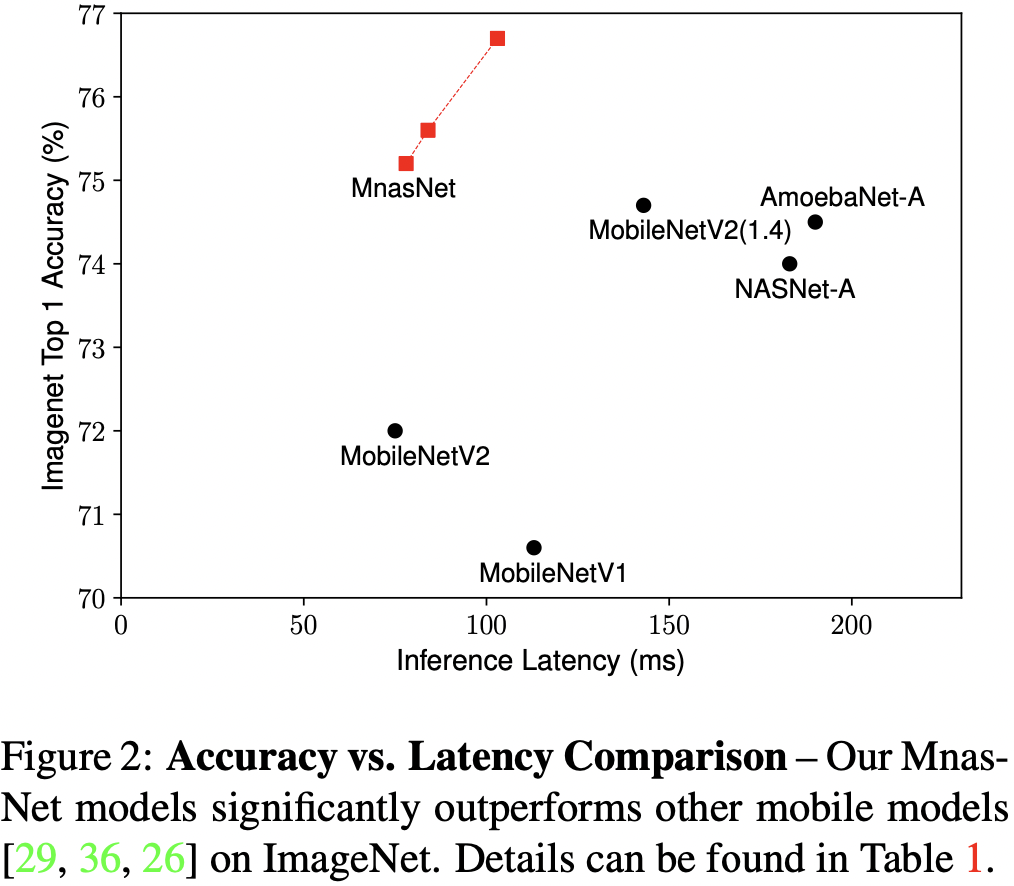 77
76
75
74
73
72
71
70
Imagenet Top 1 Accuracy (%)
MnasNet
AmoebaNet-A
MobileNetV2(1.4)
NASNet-A
MobileNetV2
MobileNetV1
0 50 100 150 200
Inference Latency (ms)
Figure 2: Accuracy vs. Latency Comparison – Our Mnas-
Net models significantly outperforms other mobile models
[29, 36, 26] on ImageNet. Details can be found in Table 1.